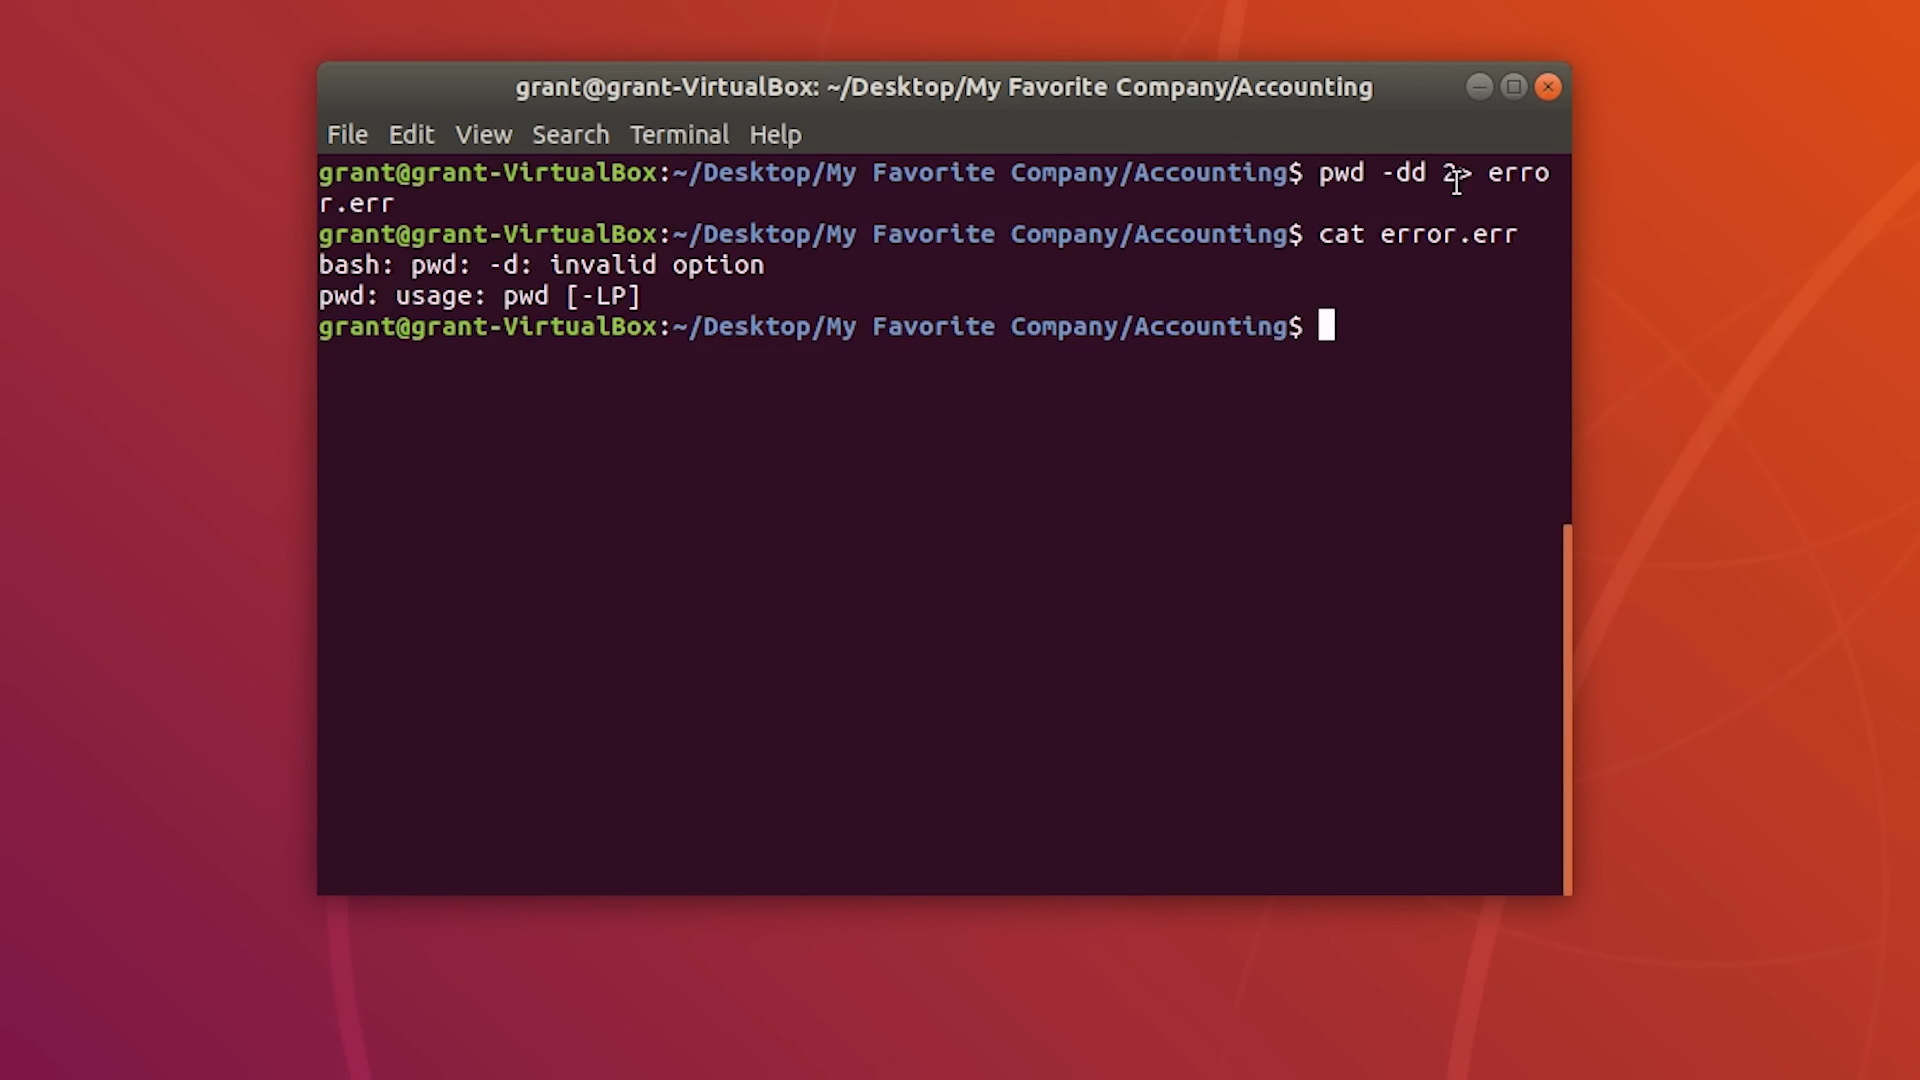 grant@grant-VirtualBox: ~/Desktop/My Favorite Company/Accounting
File Edit View Search Terminal Help
grant@grant-VirtualBox:~/Desktop/My Favorite Company/Accounting$ pwd -dd 2> erro
r.err
grant@grant-VirtualBox:~/Desktop/My Favorite Company/Accounting$ cat error.err
bash: pwd: -d: invalid option
pwd: usage: pwd [-LP]
grant@grant-VirtualBox:~/Desktop/My Favorite Company/Accounting$